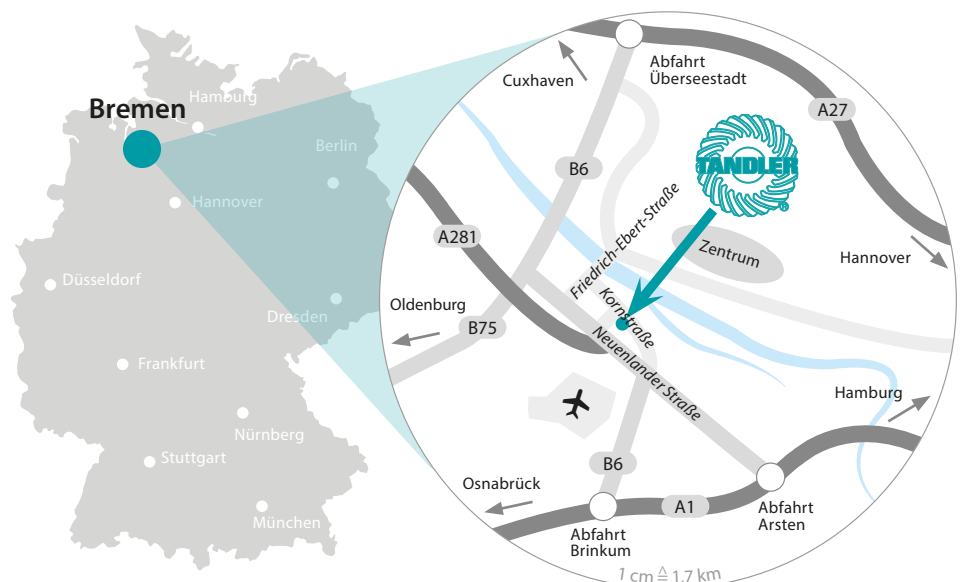 Bremen
Hamburg
Berlin
Hannover
Düsseldorf
Dresden
Frankfurt
Nürnberg
Stuttgart
München
Cuxhaven
Abfahrt
Überseestadt
A27
TANDLER
®
B6
A281
Friedrich-Ebert-Straße
Zentrum
Hannover
Oldenburg
B75
Kornstraße
Neuenlander Straße
Hamburg
B6
Osnabrück
A1
Abfahrt
Arsten
Abfahrt
Brinkum
1 cm ≙ 1,7 km